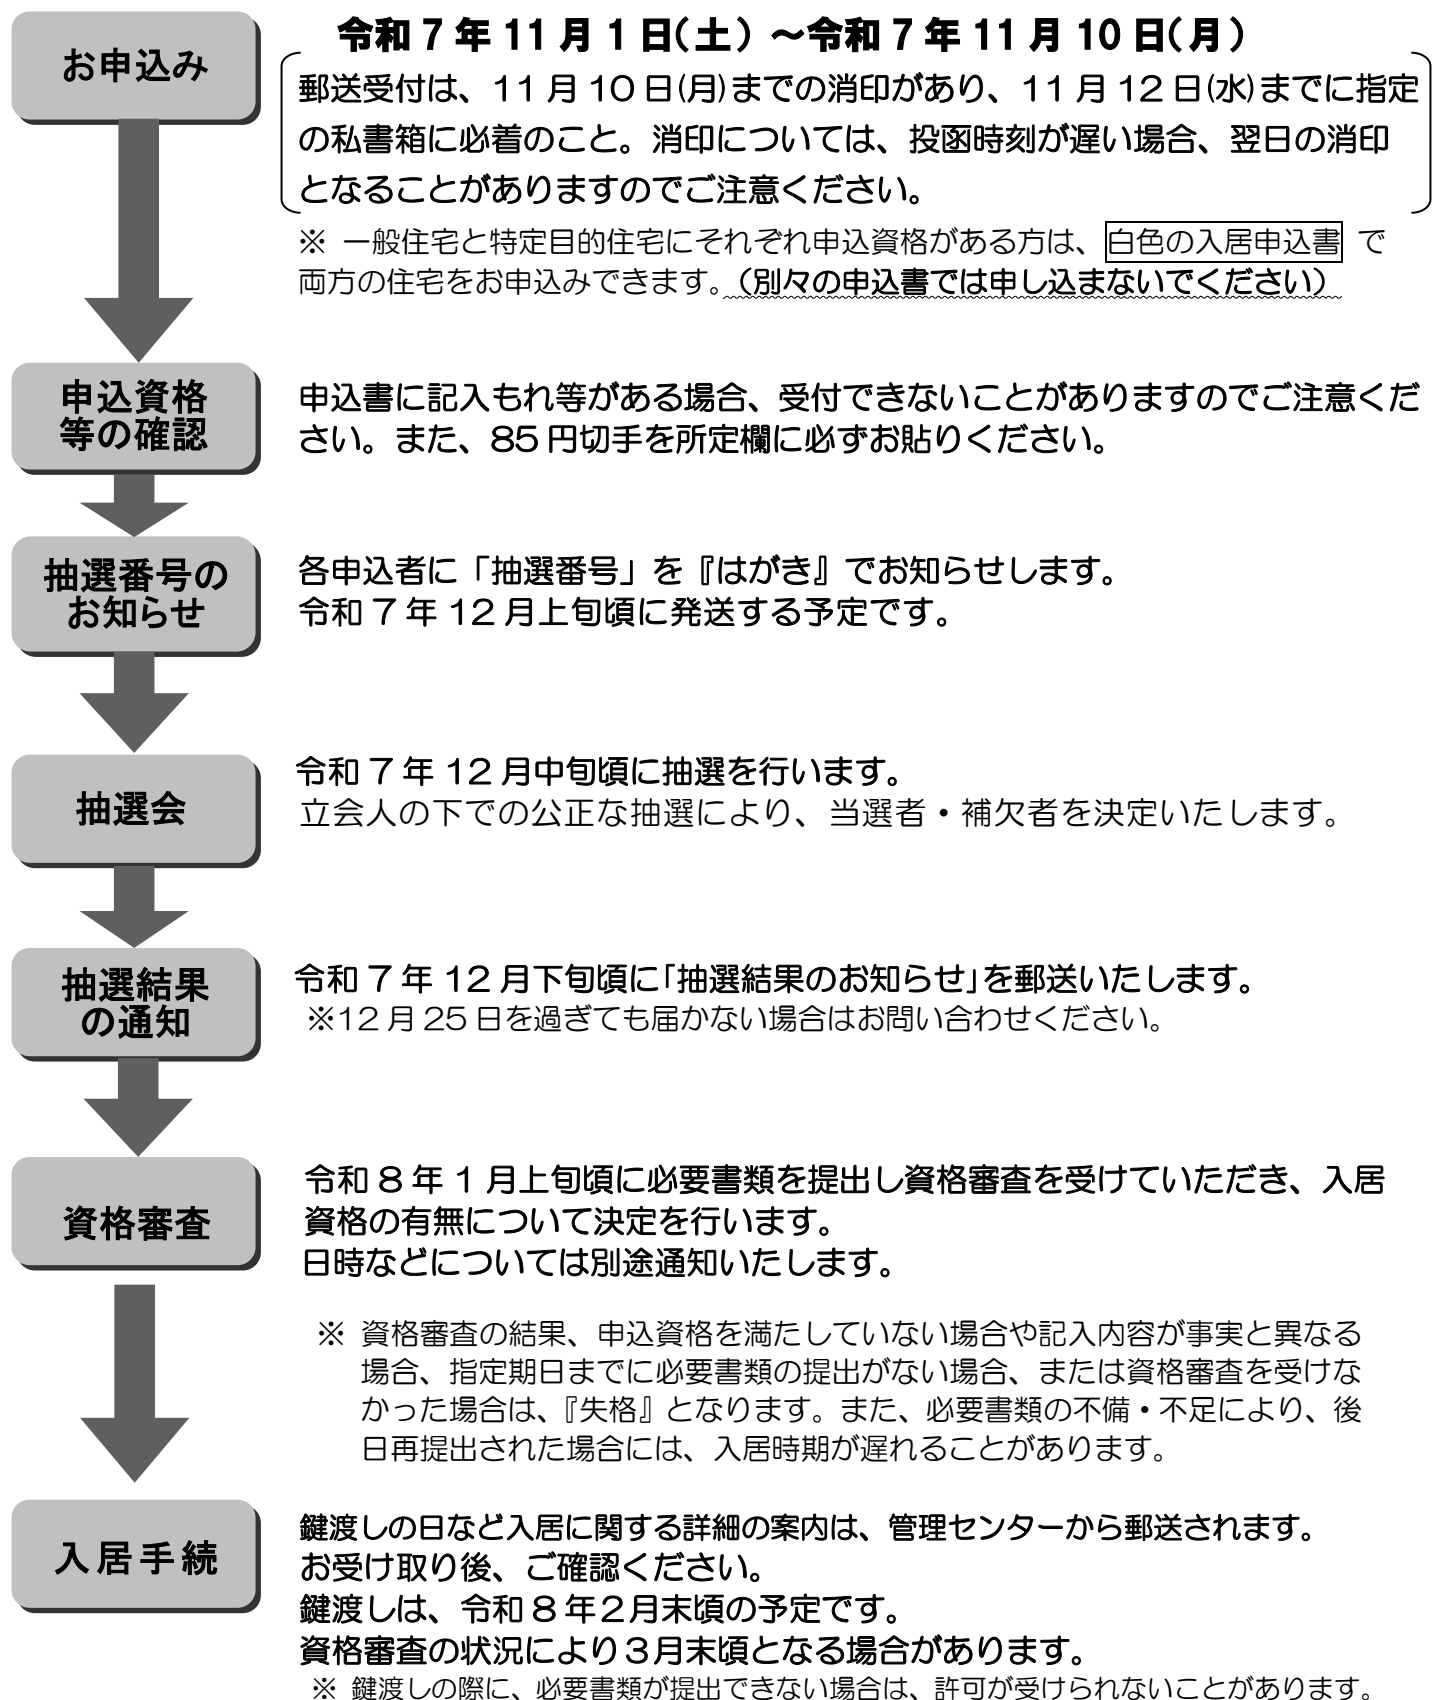 お申込み
令和７年 11 月１日(土）～令和７年 11 月 10 日(月）
郵送受付は、11 月 10 日(月)までの消印があり、11 月 12 日(水)までに指定
の私書箱に必着のこと。消印については、投函時刻が遅い場合、翌日の消印
となることがありますのでご注意ください。
※ 一般住宅と特定目的住宅にそれぞれ申込資格がある方は、白色の入居申込書 で
両方の住宅をお申込みできます。（別々の申込書では申し込まないでください）
申込資格
等の確認
申込書に記入もれ等がある場合、受付できないことがありますのでご注意くだ
さい。また、85 円切手を所定欄に必ずお貼りください。
抽選番号の
お知らせ
各申込者に「抽選番号」を『はがき』でお知らせします。
令和７年 12 月上旬頃に発送する予定です。
抽選会
令和７年 12 月中旬頃に抽選を行います。
立会人の下での公正な抽選により、当選者・補欠者を決定いたします。
抽選結果
の通知
令和７年 12 月下旬頃に｢抽選結果のお知らせ｣を郵送いたします。
※12 月 25 日を過ぎても届かない場合はお問い合わせください。
資格審査
令和８年１月上旬頃に必要書類を提出し資格審査を受けていただき、入居
資格の有無について決定を行います。
日時などについては別途通知いたします。
※ 資格審査の結果、申込資格を満たしていない場合や記入内容が事実と異なる
場合、指定期日までに必要書類の提出がない場合、または資格審査を受けな
かった場合は､『失格』となります。また、必要書類の不備・不足により、後
日再提出された場合には、入居時期が遅れることがあります。
入居手続
鍵渡しの日など入居に関する詳細の案内は、管理センターから郵送されます。
お受け取り後、ご確認ください。
鍵渡しは、令和８年２月末頃の予定です。
資格審査の状況により３月末頃となる場合があります。
※ 鍵渡しの際に、必要書類が提出できない場合は、許可が受けられないことがあります。